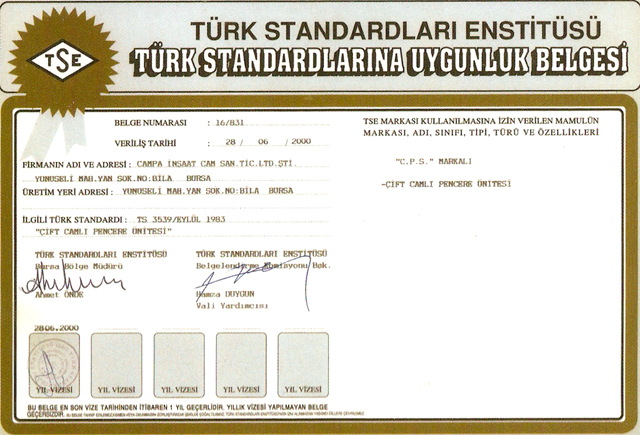 TÜRK STANDARDLARI ENSTİTÜSÜ
TÜRK STANDARDLARINA UYGUNLUK BELGESİ
TSE
BELGE NUMARASI : 16/831
VERİLİŞ TARİHİ : 28 / 06 / 2000
FİRMANIN ADI VE ADRESİ : CAMPA İNŞAAT CAM SAN.TİC.LTD.ŞTİ.
YUNUSELİ MAH.YAN SOK.NO:BİLA BURSA
ÜRETİM YERİ ADRESİ : YUNUSELİ MAH.YAN SOK.NO:BİLA BURSA
İLGİLİ TÜRK STANDARDI : TS 3539/EYLÜL 1983
"ÇİFT CAMLI PENCERE ÜNİTESİ"
TÜRK STANDARDLARI ENSTİTÜSÜ
Bursa Bölge Müdürü
Ahmet ÖNDE
TÜRK STANDARDLARI ENSTİTÜSÜ
Belgelendirme Komisyonu Bşk.
Hamza DUYGUN
Vali Yardımcısı
28.06.2000
YIL VİZESİ
YIL VİZESİ
YIL VİZESİ
YIL VİZESİ
YIL VİZESİ
BU BELGE EN SON VİZE TARİHİNDEN İTİBAREN 1 YIL GEÇERLİDİR. YILLIK VİZESİ YAPILMAYAN BELGE
GEÇERSİZDİR.
TSE MARKASI KULLANILMASINA İZİN VERİLEN MAMULÜN
MARKASI, ADI, SINIFI, TİPİ, TÜRÜ VE ÖZELLİKLERİ
"C.P.S." MARKALI
-ÇİFT CAMLI PENCERE ÜNİTESİ